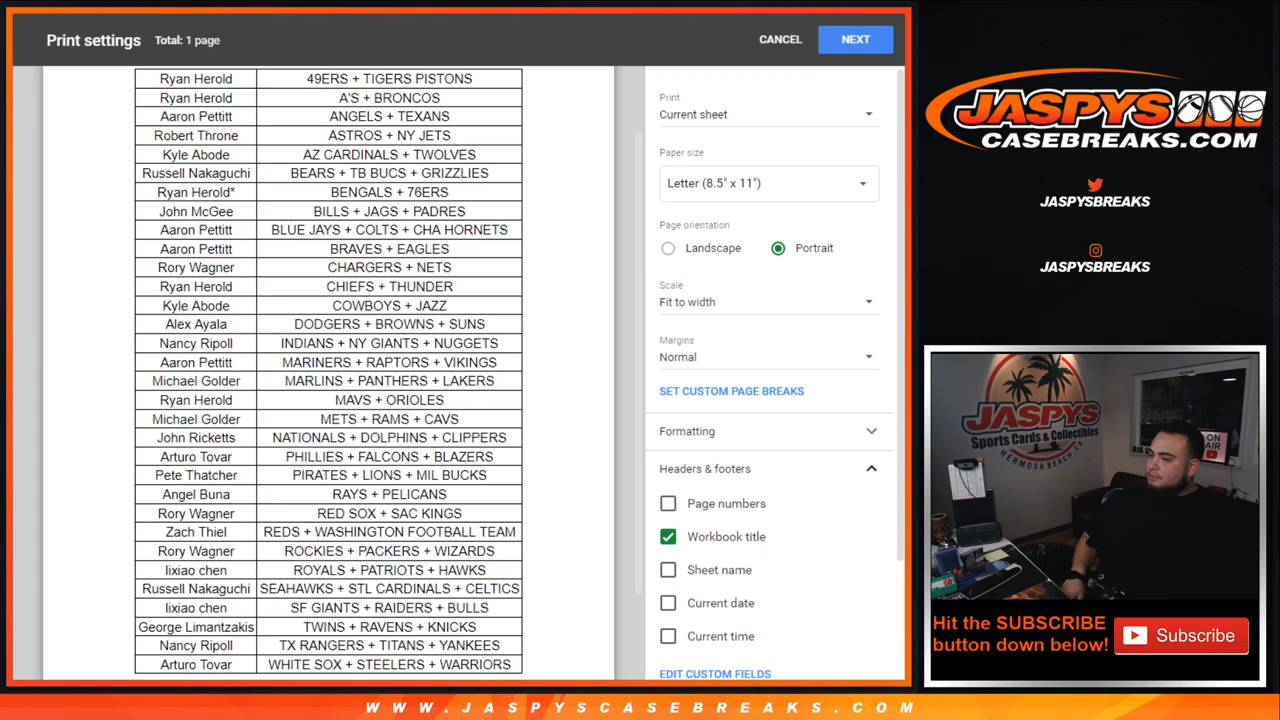 Print settings Total: 1 page
CANCEL NEXT
Ryan Herold 49ERS + TIGERS PISTONS
Ryan Herold A'S + BRONCOS
Aaron Pettitt ANGELS + TEXANS
Robert Throne ASTROS + NY JETS
Kyle Abode AZ CARDINALS + TWOLVES
Russell Nakaguchi BEARS + TB BUCS + GRIZZLIES
Ryan Herold* BENGALS + 76ERS
John McGee BILLS + JAGS + PADRES
Aaron Pettitt BLUE JAYS + COLTS + CHA HORNETS
Aaron Pettitt BRAVES + EAGLES
Rory Wagner CHARGERS + NETS
Ryan Herold CHIEFS + THUNDER
Kyle Abode COWBOYS + JAZZ
Alex Ayala DODGERS + BROWNS + SUNS
Nancy Ripoll INDIANS + NY GIANTS + NUGGETS
Aaron Pettitt MARINERS + RAPTORS + VIKINGS
Michael Golder MARLINS + PANTHERS + LAKERS
Ryan Herold MAVS + ORIOLES
Michael Golder METS + RAMS + CAVS
John Ricketts NATIONALS + DOLPHINS + CLIPPERS
Arturo Tovar PHILLIES + FALCONS + BLAZERS
Pete Thatcher PIRATES + LIONS + MIL BUCKS
Angel Buna RAYS + PELICANS
Rory Wagner RED SOX + SAC KINGS
Zach Thiel REDS + WASHINGTON FOOTBALL TEAM
Rory Wagner ROCKIES + PACKERS + WIZARDS
lixiao chen ROYALS + PATRIOTS + HAWKS
Russell Nakaguchi SEAHAWKS + STL CARDINALS + CELTICS
lixiao chen SF GIANTS + RAIDERS + BULLS
George Limantzakis TWINS + RAVENS + KNICKS
Nancy Ripoll TX RANGERS + TITANS + YANKEES
Arturo Tovar WHITE SOX + STEELERS + WARRIORS
Print
Current sheet
Paper size
Letter (8.5" x 11")
Page orientation
Landscape Portrait
Scale
Fit to width
Margins
Normal
SET CUSTOM PAGE BREAKS
Formatting
Headers & footers
Page numbers
Workbook title
Sheet name
Current date
Current time
EDIT CUSTOM FIELDS
JASPYS
CASEBREAKS.COM
JASPYSBREAKS
JASPYSBREAKS
JASPYS
Sports Cards & Collectibles
HERMOSA BEACH, CA
ON
AIR
Hit the SUBSCRIBE
button down below!
Subscribe
WWW.JASPYSCASEBREAKS.COM